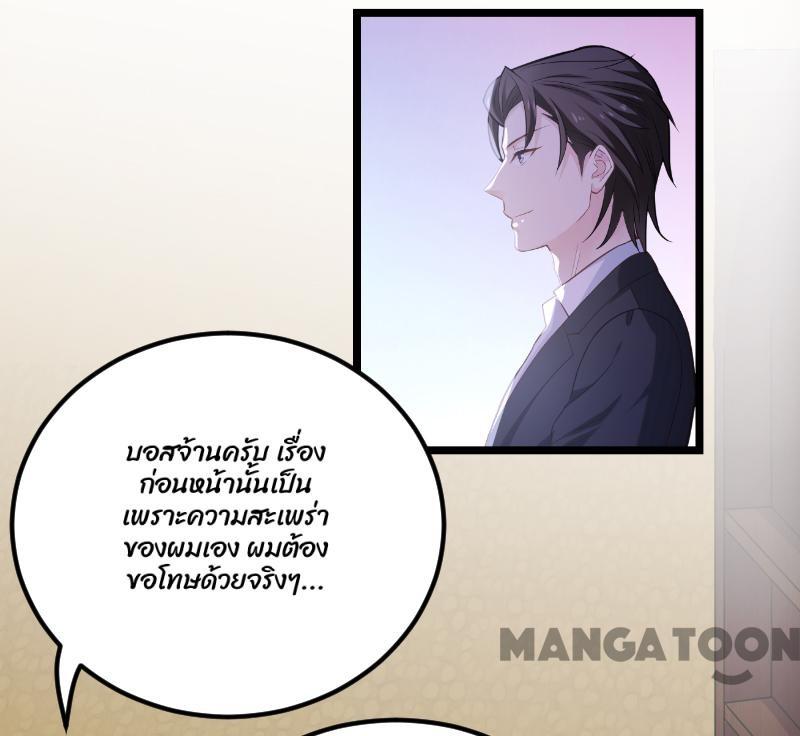 บอสจ้านครับ เรื่อง
ก่อนหน้านั้นเป็น
เพราะความสะเพร่า
ของผมเอง ผมต้อง
ขอโทษด้วยจริงๆ...
MANGATOON